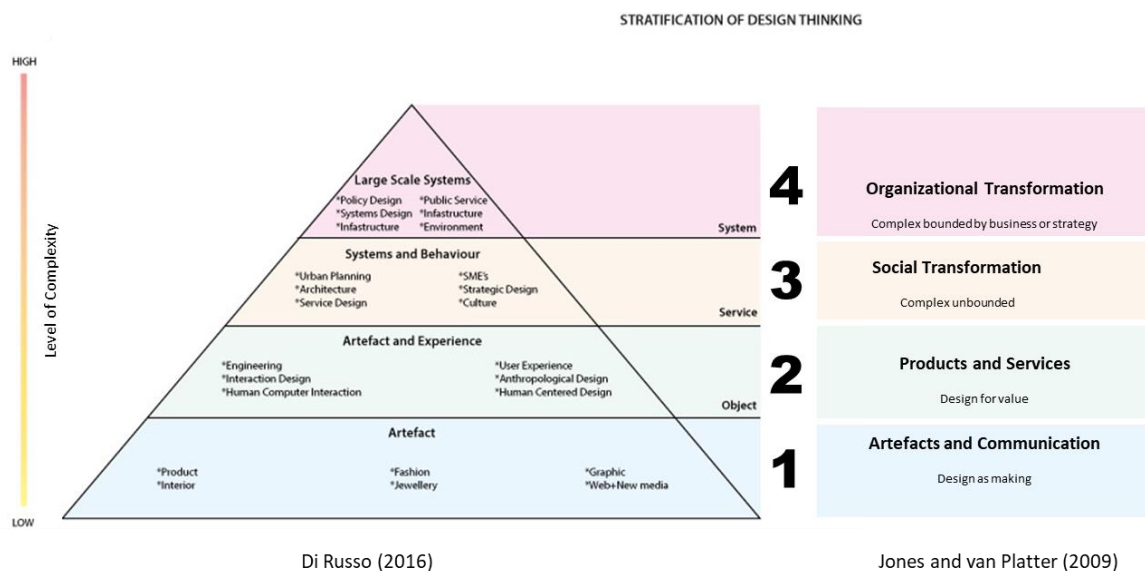 STRATIFICATION OF DESIGN THINKING
HIGH
Level of Complexity
LOW
Large Scale Systems
*Policy Design *Public Service
*Systems Design *Infastructure
*Infastructure *Environment
System
4
Organizational Transformation
Complex bounded by business or strategy
Systems and Behaviour
*Urban Planning *SME's
*Architecture *Strategic Design
*Service Design *Culture
Service
3
Social Transformation
Complex unbounded
Artefact and Experience
*Engineering *User Experience
*Interaction Design *Anthropological Design
*Human Computer Interaction *Human Centered Design
Object
2
Products and Services
Design for value
Artefact
*Product *Fashion *Graphic
*Interior *Jewellery *Web+New media
1
Artefacts and Communication
Design as making
Di Russo (2016)
Jones and van Platter (2009)